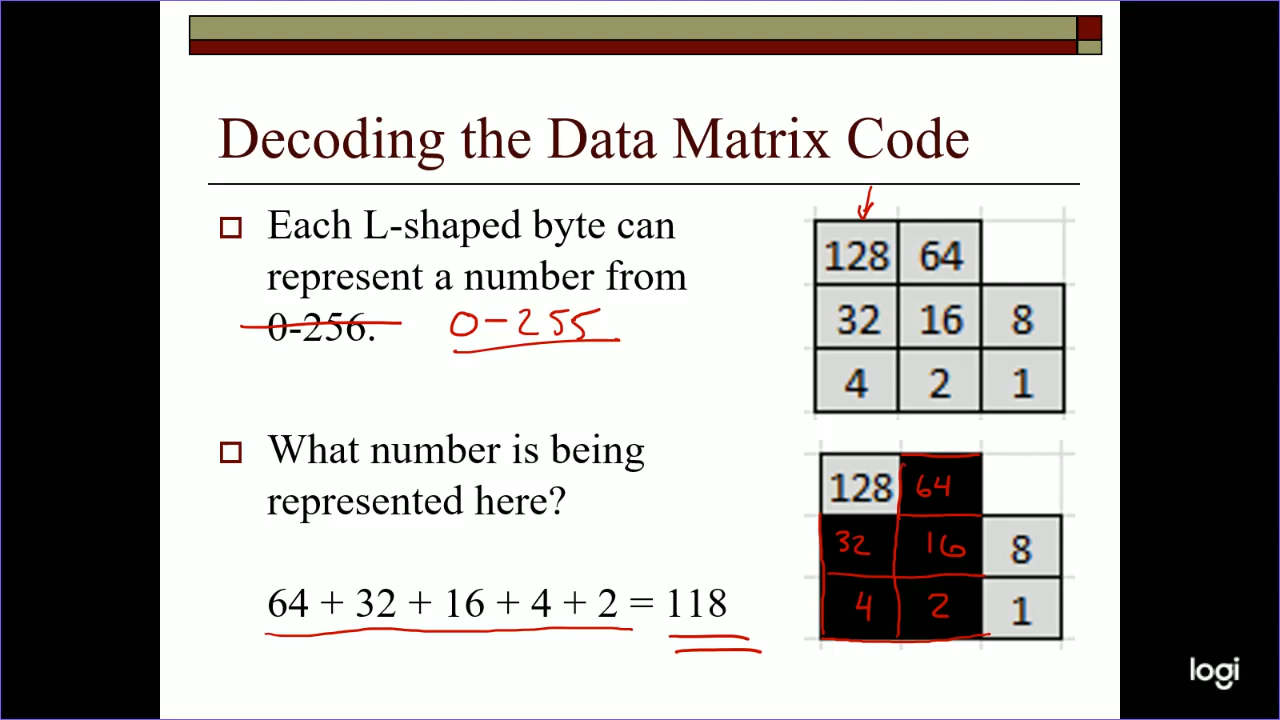 Decoding the Data Matrix Code
Each L-shaped byte can
represent a number from
0-256. 0-255
128 64
32 16 8
4 2 1
What number is being
represented here?
64 + 32 + 16 + 4 + 2 = 118
128 64
32 16 8
4 2 1
logi